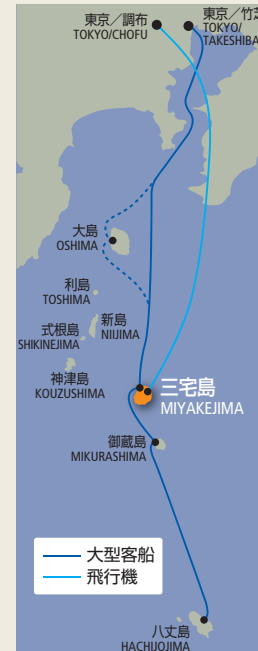 東京／調布
TOKYO/CHOFU
東京／竹芝
TOKYO/
TAKESHIBA
大島
OSHIMA
利島
TOSHIMA
新島
NIIJIMA
式根島
SHIKINEJIMA
神津島
KOUZUSHIMA
三宅島
MIYAKEJIMA
御蔵島
MIKURASHIMA
大型客船
飛行機
八丈島
HACHIJOJIMA